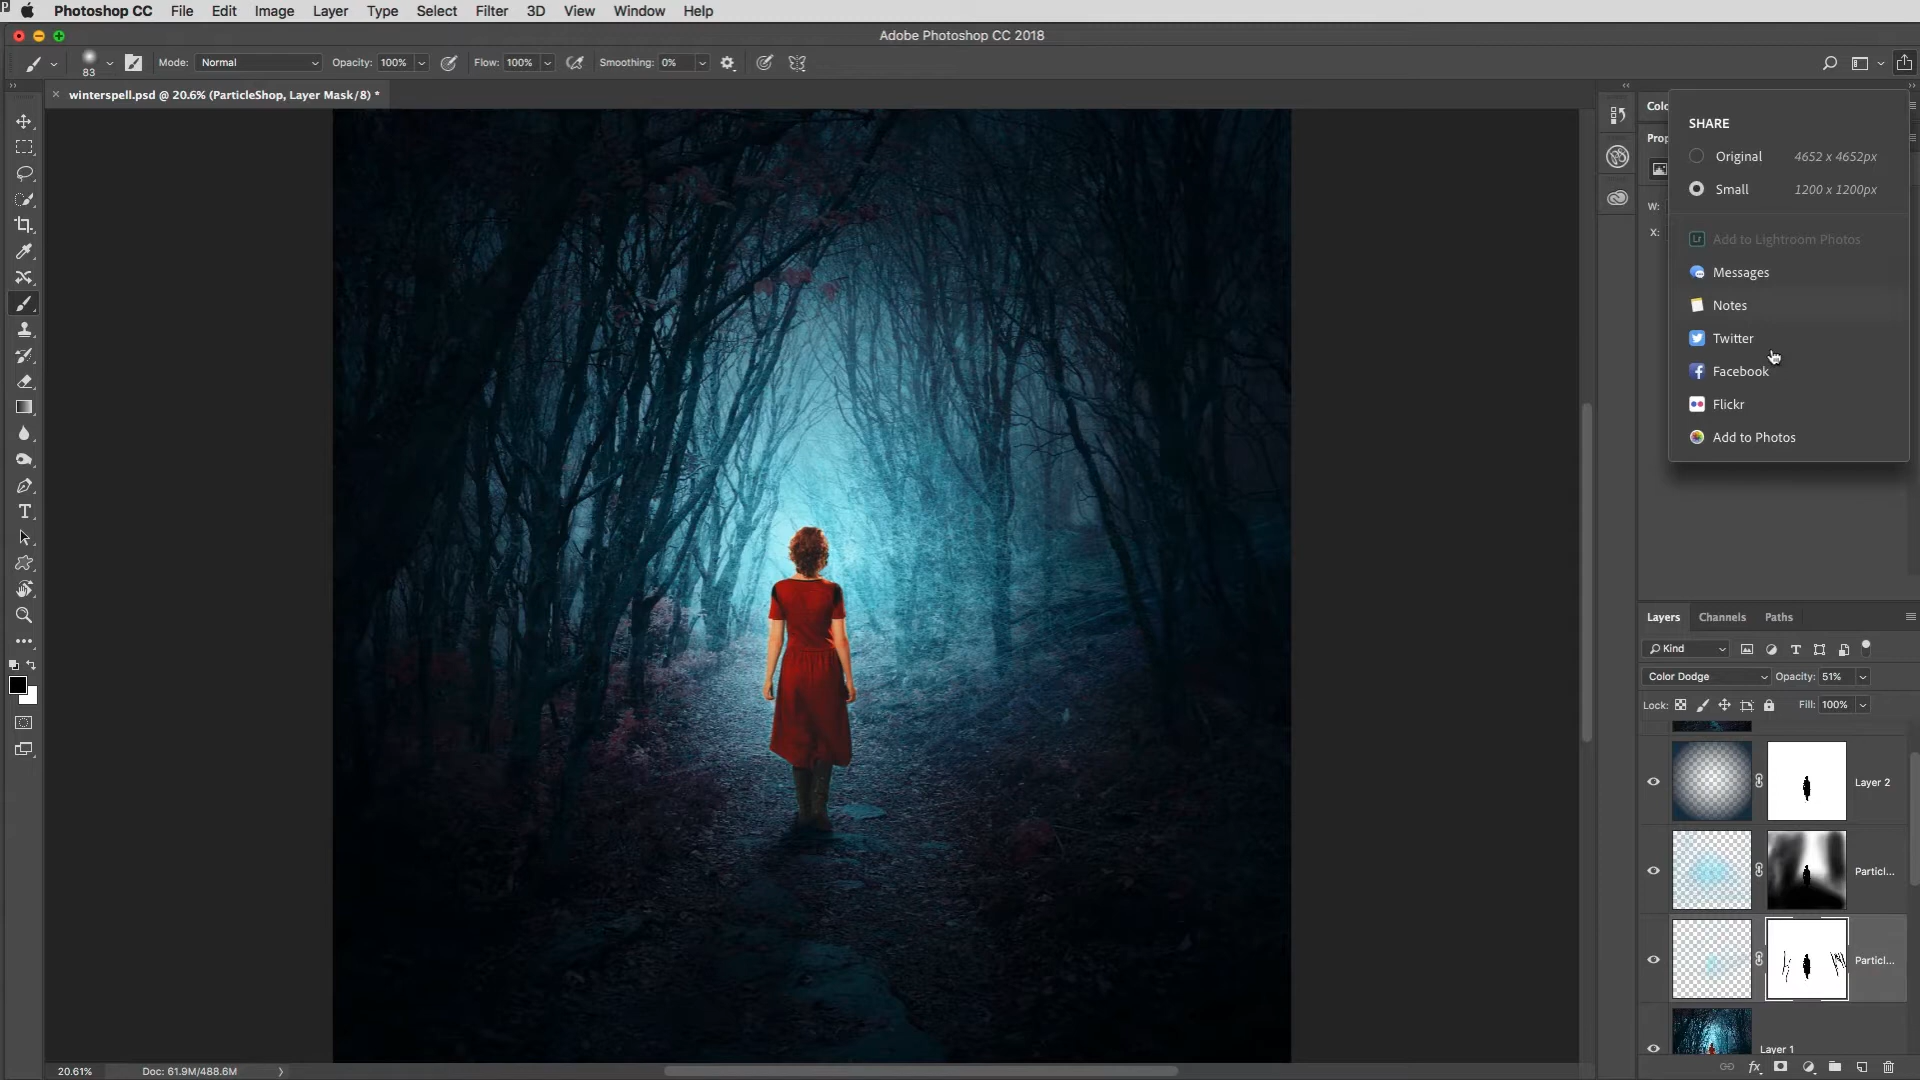 Photoshop CC File Edit Image Layer Type Select Filter 3D View Window Help
Adobe Photoshop CC 2018
83 Mode: Normal Opacity: 100% Flow: 100% Smoothing: 0%
× winterspell.psd @ 20.6% (ParticleShop, Layer Mask/8) *
Colo
Prop
W:
X:
SHARE
Original 4652 x 4652px
Small 1200 x 1200px
Lr Add to Lightroom Photos
Messages
Notes
Twitter
Facebook
Flickr
Add to Photos
Layers Channels Paths
Kind
Color Dodge Opacity: 51%
Lock: Fill: 100%
Layer 2
Particl...
Particl...
Layer 1
fx
20.61% Doc: 61.9M/488.6M